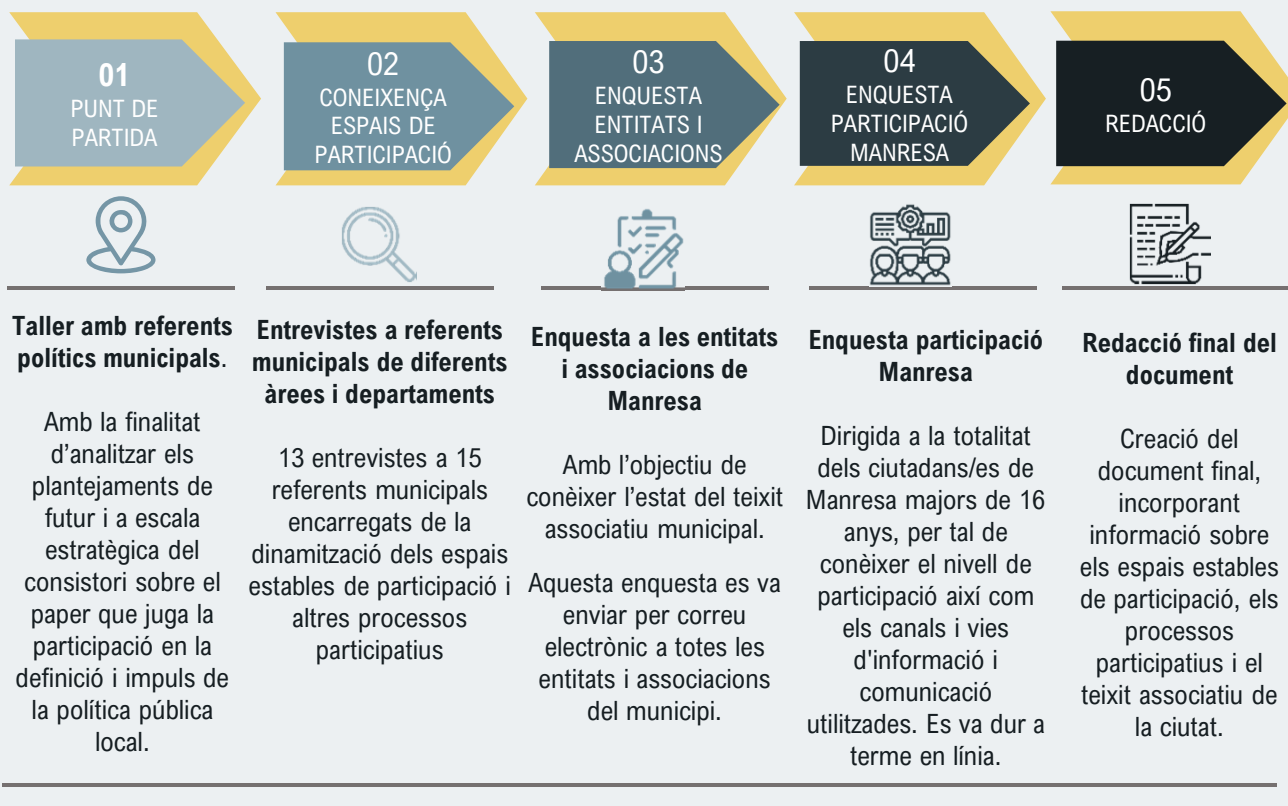 01
PUNT DE
PARTIDA
02
CONEIXENÇA
ESPAIS DE
PARTICIPACIÓ
03
ENQUESTA
ENTITATS I
ASSOCIACIONS
04
ENQUESTA
PARTICIPACIÓ
MANRESA
05
REDACCIÓ
Taller amb referents
polítics municipals.
Amb la finalitat
d’analitzar els
plantejaments de
futur i a escala
estratègica del
consistori sobre el
paper que juga la
participació en la
definició i impuls de
la política pública
local.
Entrevistes a referents
municipals de diferents
àrees i departaments
13 entrevistes a 15
referents municipals
encarregats de la
dinamització dels espais
estables de participació i
altres processos
participatius
Enquesta a les entitats
i associacions de
Manresa
Amb l’objectiu de
conèixer l’estat del teixit
associatiu municipal.
Aquesta enquesta es va
enviar per correu
electrònic a totes les
entitats i associacions
del municipi.
Enquesta participació
Manresa
Dirigida a la totalitat
dels ciutadans/es de
Manresa majors de 16
anys, per tal de
conèixer el nivell de
participació així com
els canals i vies
d'informació i
comunicació
utilitzades. Es va dur a
terme en línia.
Redacció final del
document
Creació del
document final,
incorporant
informació sobre
els espais estables
de participació, els
processos
participatius i el
teixit associatiu de
la ciutat.